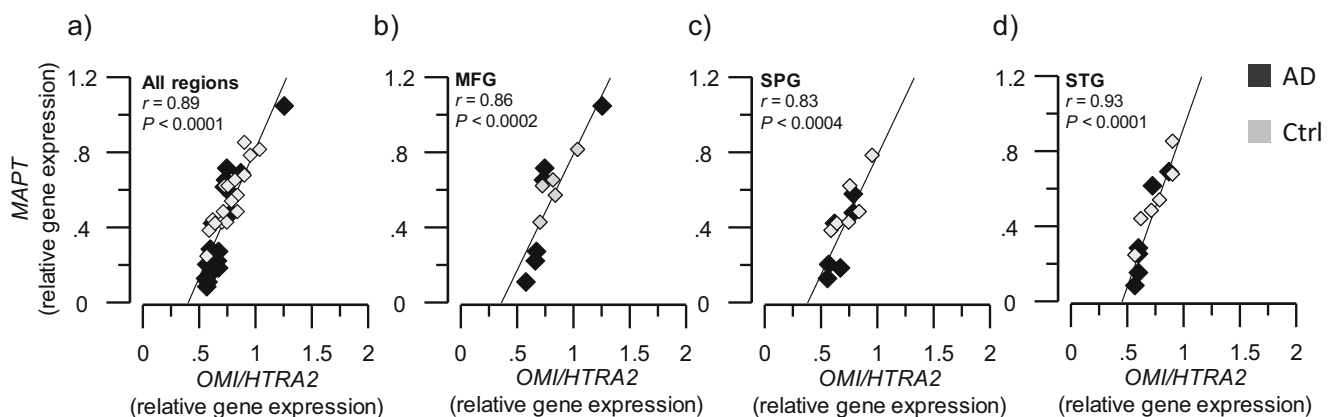 a)
b)
c)
d)
All regions
r = 0.89
P < 0.0001
MFG
r = 0.86
P < 0.0002
SPG
r = 0.83
P < 0.0004
STG
r = 0.93
P < 0.0001
AD
Ctrl
MAPT
(relative gene expression)
1.2
.8
.4
0
1.2
.8
.4
0
1.2
.8
.4
0
1.2
.8
.4
0
0 .5 1 1.5 2
0 .5 1 1.5 2
0 .5 1 1.5 2
0 .5 1 1.5 2
OMI/HTRA2
(relative gene expression)
OMI/HTRA2
(relative gene expression)
OMI/HTRA2
(relative gene expression)
OMI/HTRA2
(relative gene expression)